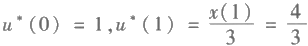 u*(0) = 1, u*(1) = x(1)/3 = 4/3